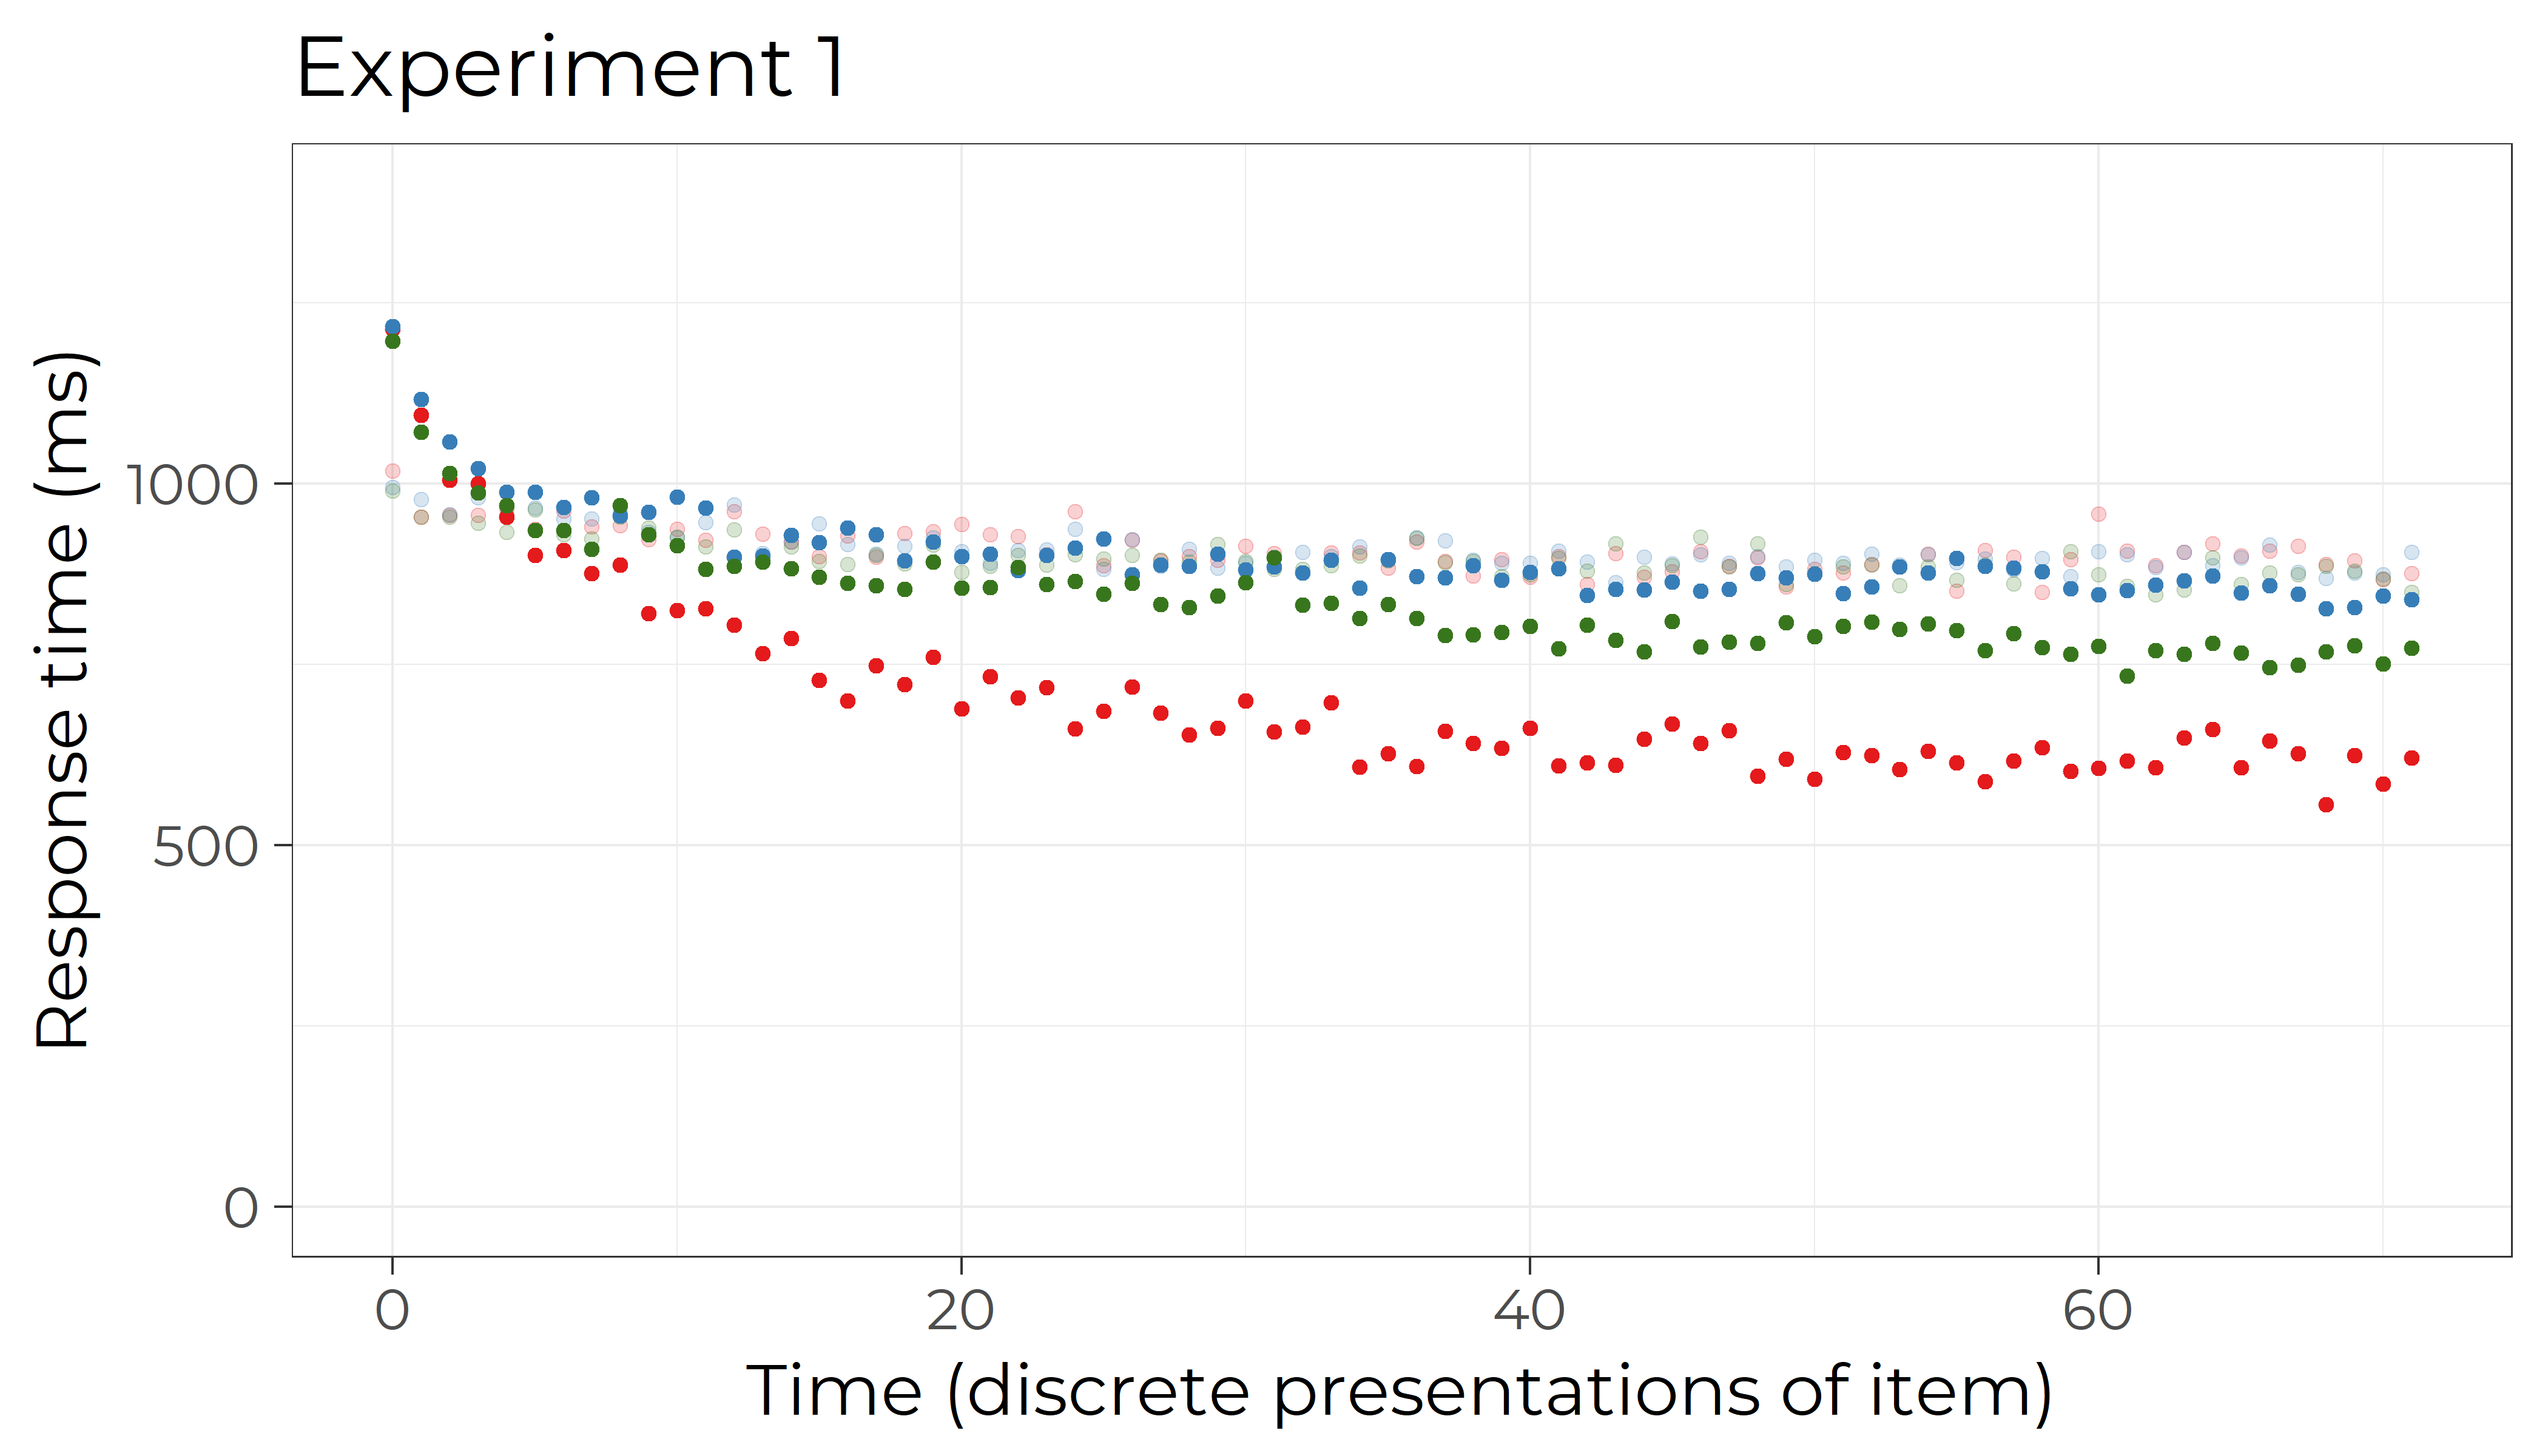 Experiment 1
Response time (ms)
1000
500
0
0 20 40 60
Time (discrete presentations of item)